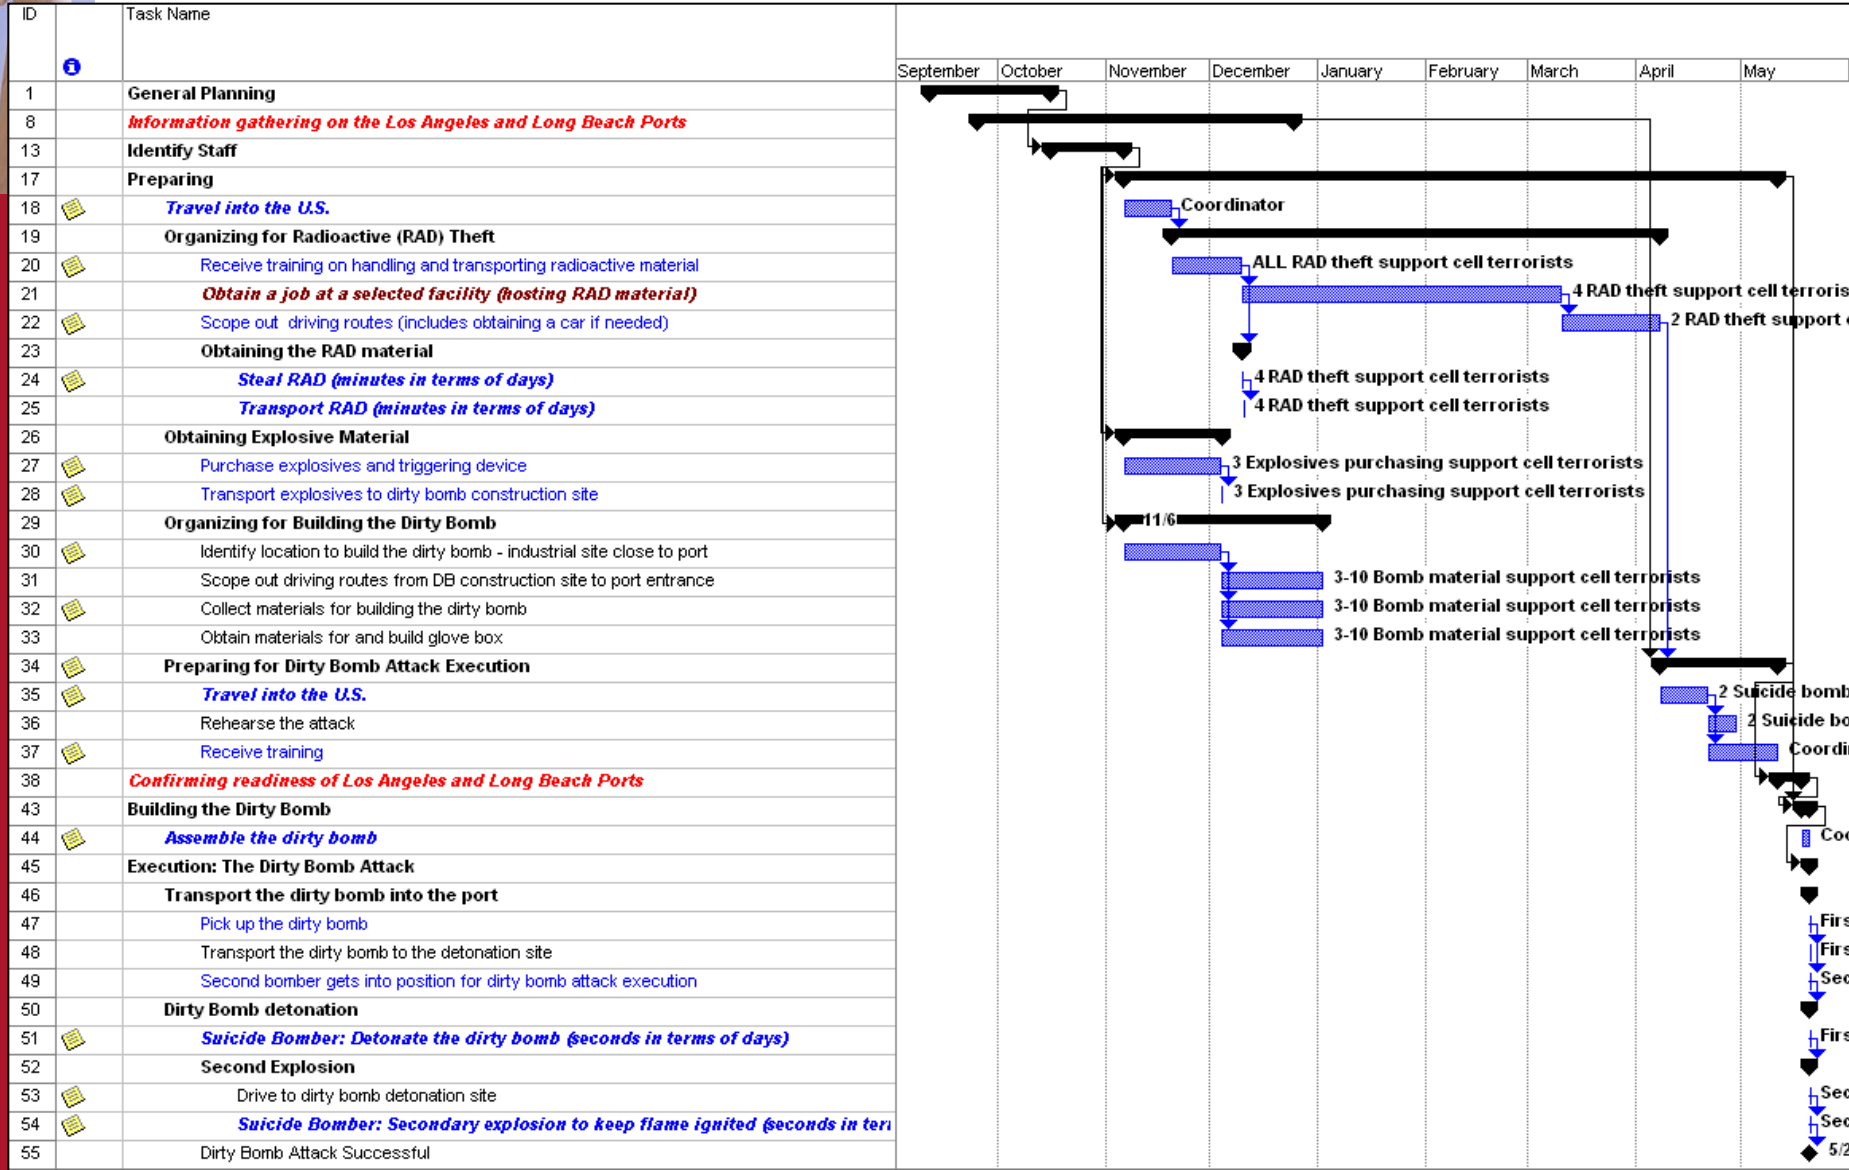 ID Task Name
September October November December January February March April May
1 General Planning
8 Information gathering on the Los Angeles and Long Beach Ports
13 Identify Staff
17 Preparing
18 Travel into the U.S. Coordinator
19 Organizing for Radioactive (RAD) Theft
20 Receive training on handling and transporting radioactive material ALL RAD theft support cell terrorists
21 Obtain a job at a selected facility (hosting RAD material) 4 RAD theft support cell terroris
22 Scope out driving routes (includes obtaining a car if needed) 2 RAD theft support
23 Obtaining the RAD material
24 Steal RAD (minutes in terms of days) 4 RAD theft support cell terrorists
25 Transport RAD (minutes in terms of days) 4 RAD theft support cell terrorists
26 Obtaining Explosive Material
27 Purchase explosives and triggering device 3 Explosives purchasing support cell terrorists
28 Transport explosives to dirty bomb construction site 3 Explosives purchasing support cell terrorists
29 Organizing for Building the Dirty Bomb 11/6
30 Identify location to build the dirty bomb - industrial site close to port
31 Scope out driving routes from DB construction site to port entrance 3-10 Bomb material support cell terrorists
32 Collect materials for building the dirty bomb 3-10 Bomb material support cell terrorists
33 Obtain materials for and build glove box 3-10 Bomb material support cell terrorists
34 Preparing for Dirty Bomb Attack Execution
35 Travel into the U.S. 2 Suicide bomb
36 Rehearse the attack 2 Suicide bo
37 Receive training Coordi
38 Confirming readiness of Los Angeles and Long Beach Ports
43 Building the Dirty Bomb
44 Assemble the dirty bomb Coo
45 Execution: The Dirty Bomb Attack
46 Transport the dirty bomb into the port
47 Pick up the dirty bomb Firs
48 Transport the dirty bomb to the detonation site Firs
49 Second bomber gets into position for dirty bomb attack execution Sec
50 Dirty Bomb detonation
51 Suicide Bomber: Detonate the dirty bomb (seconds in terms of days) Firs
52 Second Explosion
53 Drive to dirty bomb detonation site Sec
54 Suicide Bomber: Secondary explosion to keep flame ignited (seconds in ter Sec
55 Dirty Bomb Attack Successful 5/2